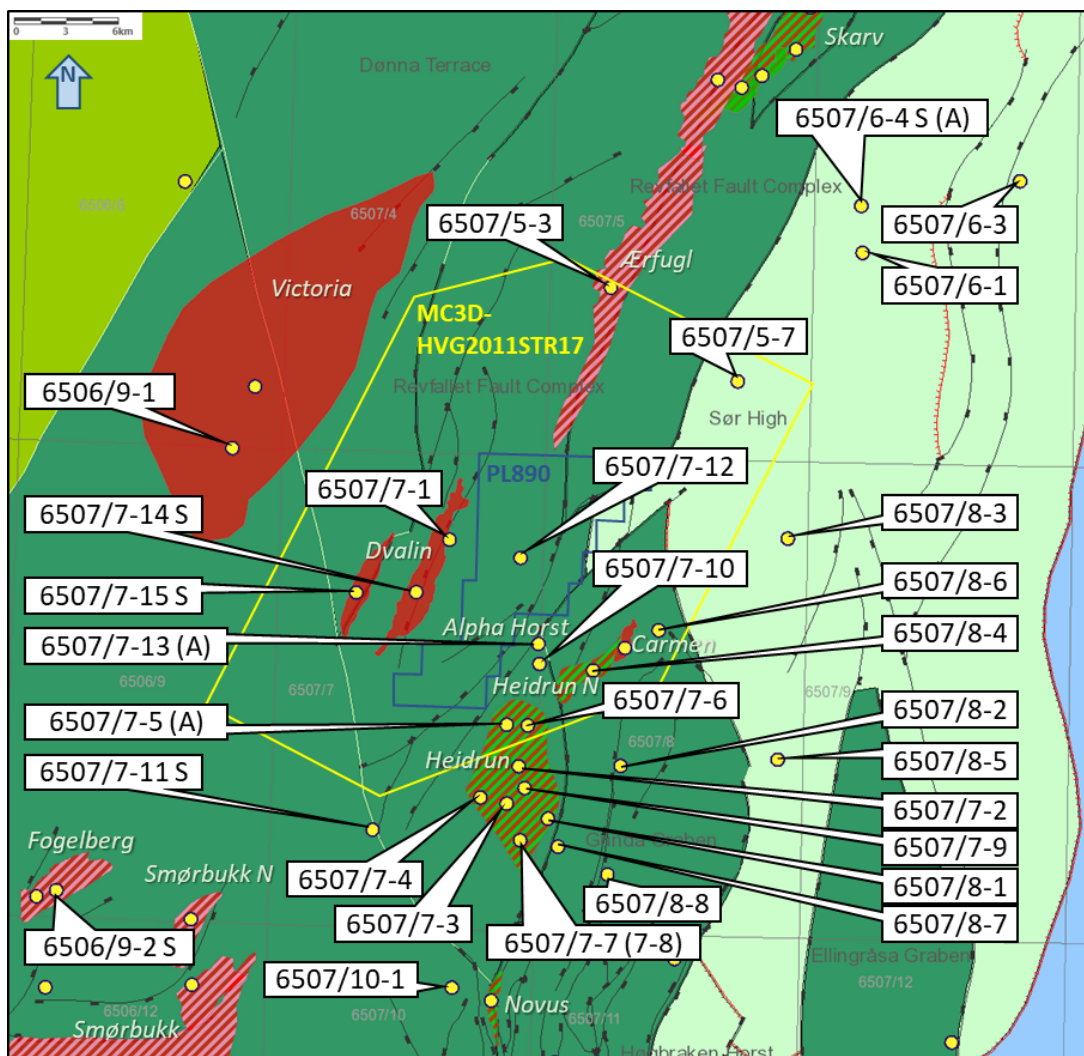 0 3 6km
N
Skarv
Dønna Terrace
6507/6-4 S (A)
6506/6
6507/4
Revfallet Fault Complex
6507/5
6507/5-3
6507/6-3
Ærfugl
6507/6-1
Victoria
MC3D-
HVG2011STR17
6507/5-7
6506/9-1
Revfallet Fault Complex
Sør High
PL890
6507/7-12
6507/7-1
6507/7-14 S
6507/8-3
Dvalin
6507/7-10
6507/8-6
6507/7-15 S
Alpha Horst
6507/8-4
6507/7-13 (A)
Carmen
6506/9
6507/7
Heidrun N
6507/9
6507/7-6
6507/8-2
6507/7-5 (A)
6507/8
Heidrun
6507/8-5
6507/7-11 S
6507/7-2
Fogelberg
Gimda Graben
6507/7-9
Smørbukk N
6507/7-4
6507/8-1
6507/8-8
6507/7-3
6507/8-7
6506/9-2 S
6507/7-7 (7-8)
Ellingråsa Graben
6507/10-1
6507/12
Novus
6506/12
6507/10
6507/11
Smørbukk
Høgbraken Horst